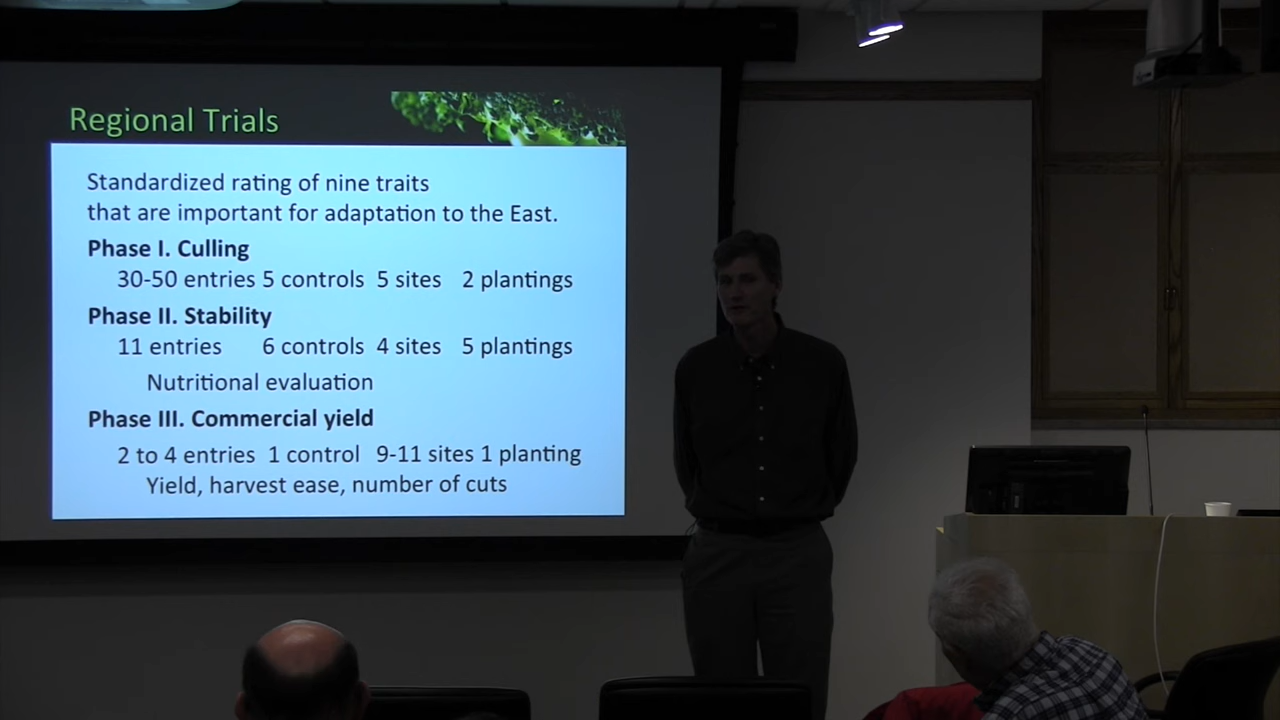 Regional Trials
Standardized rating of nine traits
that are important for adaptation to the East.
Phase I. Culling
30-50 entries 5 controls 5 sites 2 plantings
Phase II. Stability
11 entries 6 controls 4 sites 5 plantings
Nutritional evaluation
Phase III. Commercial yield
2 to 4 entries 1 control 9-11 sites 1 planting
Yield, harvest ease, number of cuts